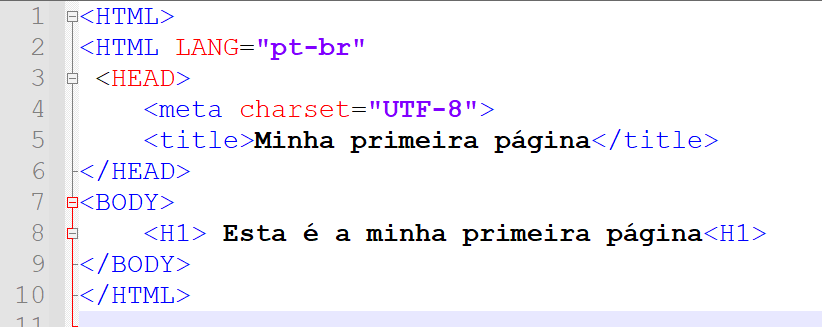 1 <HTML>
2 <HTML LANG="pt-br"
3 <HEAD>
4 <meta charset="UTF-8">
5 <title>Minha primeira página</title>
6 </HEAD>
7 <BODY>
8 <H1> Esta é a minha primeira página<H1>
9 </BODY>
10 </HTML>
11